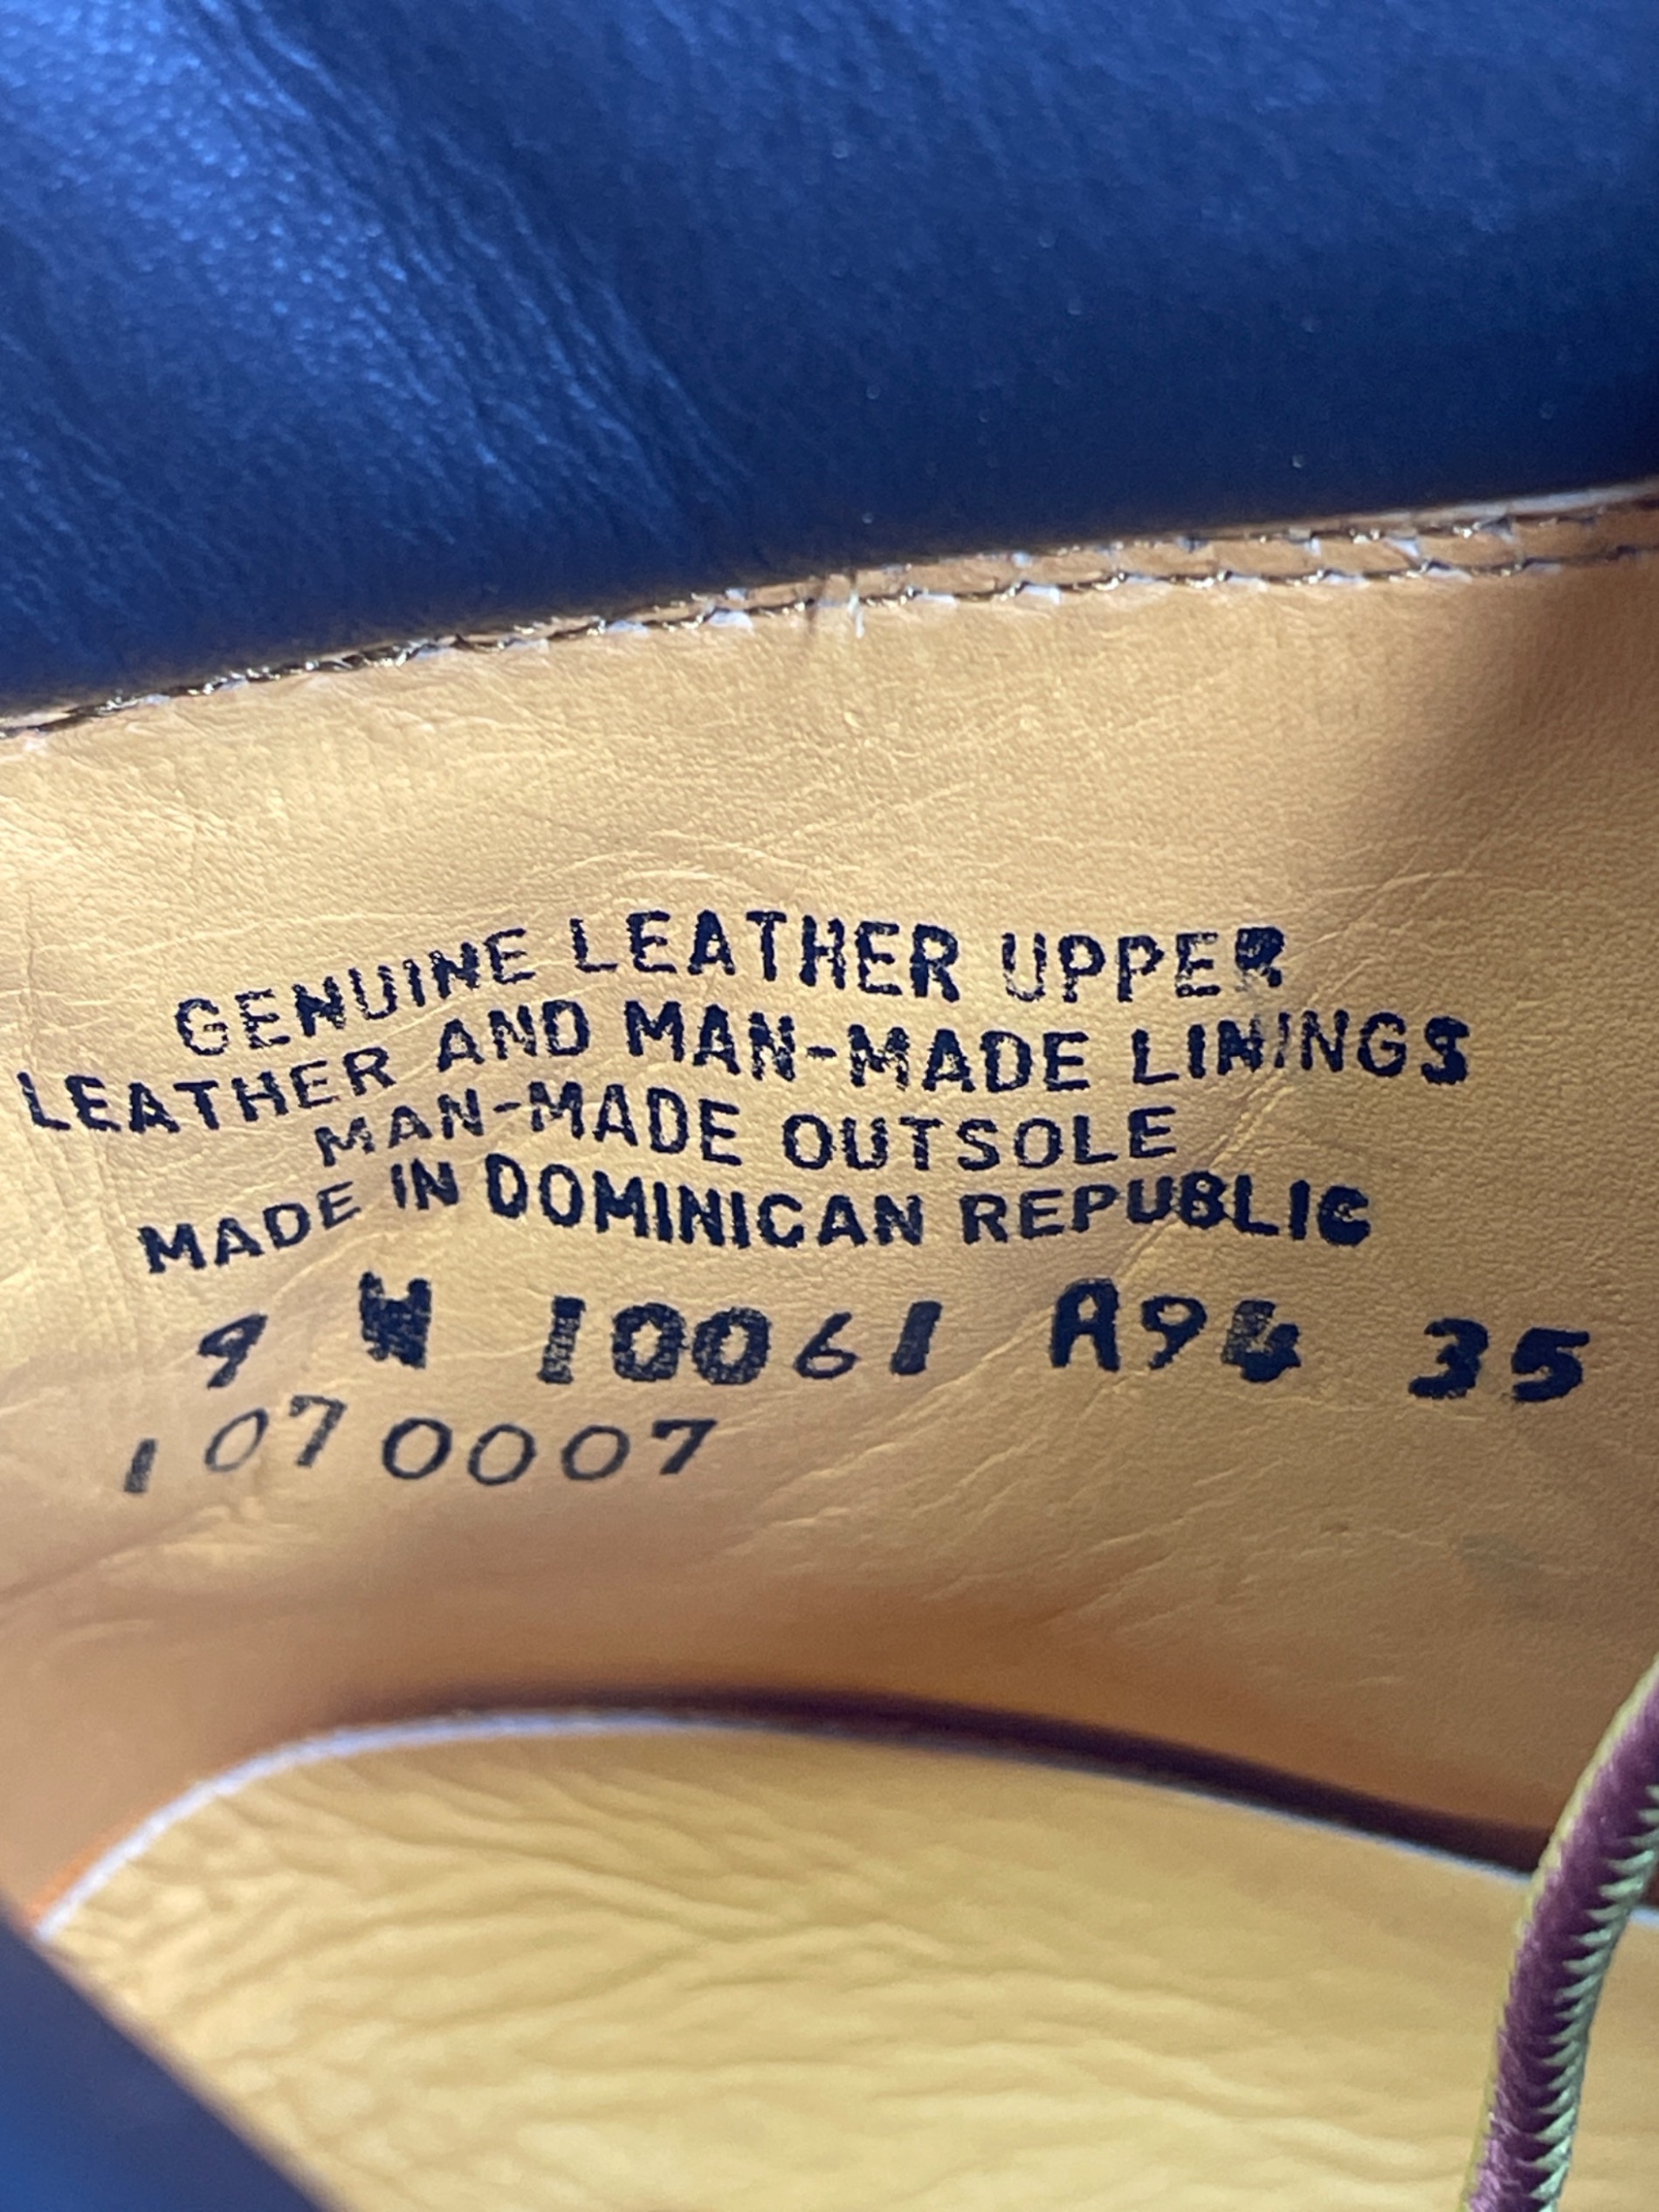 GENUINE LEATHER UPPER
LEATHER AND MAN-MADE LININGS
MAN-MADE OUTSOLE
MADE IN DOMINICAN REPUBLIC
9 W 10061 A94 35
1070007